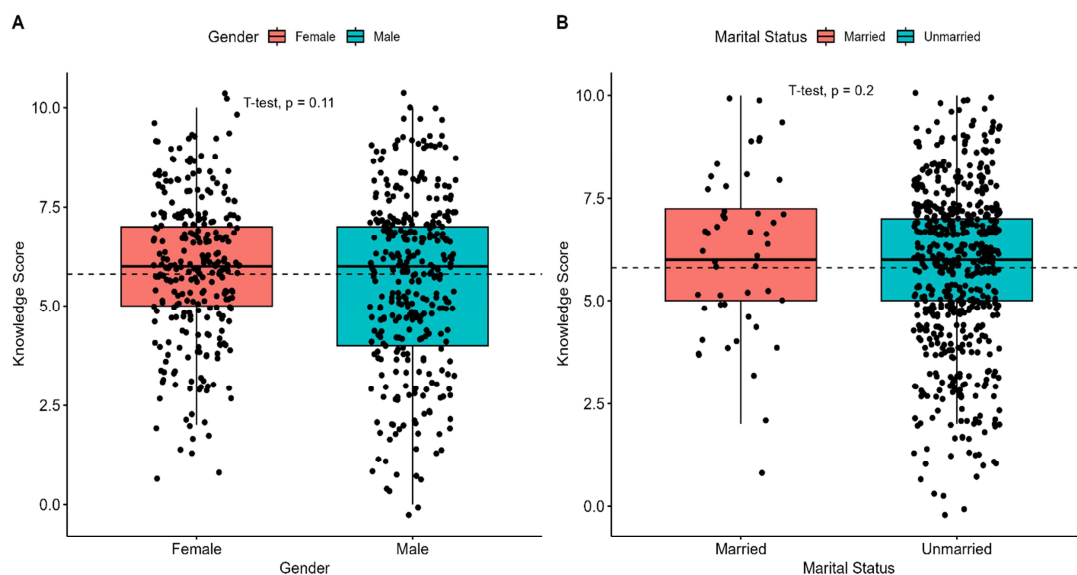 A
Gender Female Male
T-test, p = 0.11
Knowledge Score
10.0
7.5
5.0
2.5
0.0
Female Male
Gender
B
Marital Status Married Unmarried
T-test, p = 0.2
Knowledge Score
10.0
7.5
5.0
2.5
0.0
Married Unmarried
Marital Status